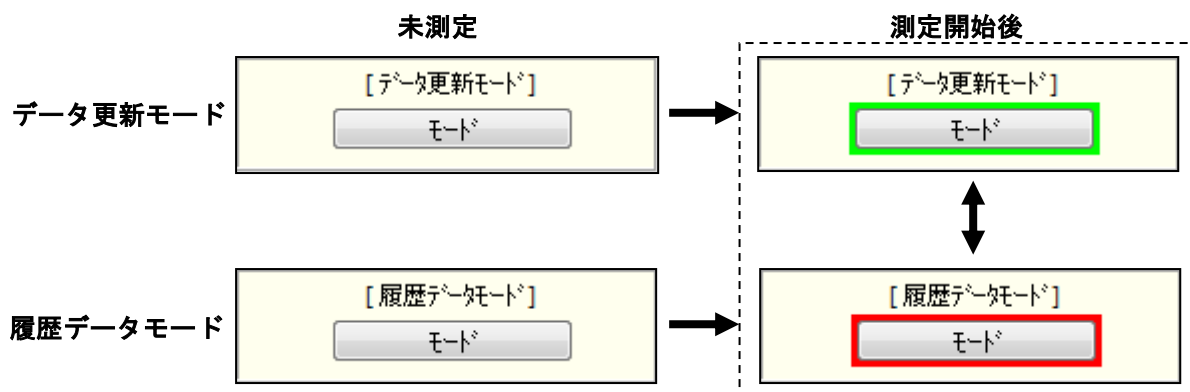 未測定
測定開始後
データ更新モード
[ﾃﾞｰﾀ更新ﾓｰﾄﾞ]
ﾓｰﾄﾞ
[ﾃﾞｰﾀ更新ﾓｰﾄﾞ]
ﾓｰﾄﾞ
履歴データモード
[履歴ﾃﾞｰﾀﾓｰﾄﾞ]
ﾓｰﾄﾞ
[履歴ﾃﾞｰﾀﾓｰﾄﾞ]
ﾓｰﾄﾞ